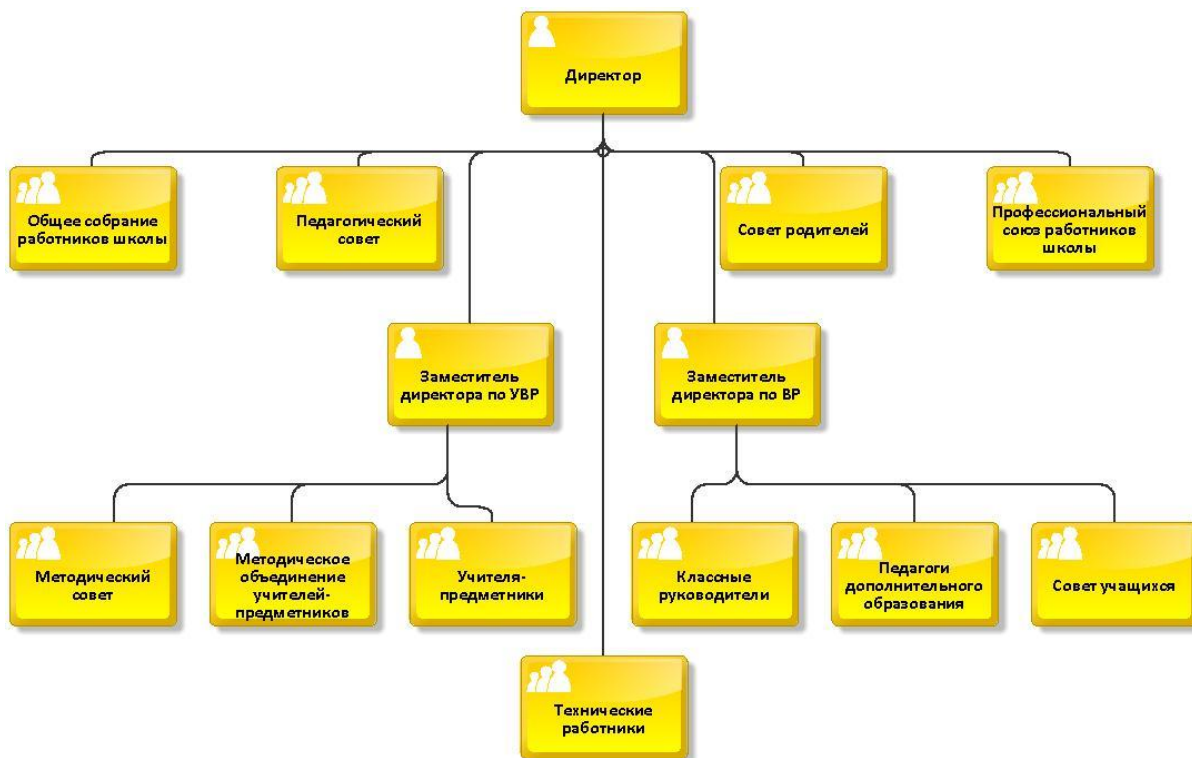 Директор
Общее собрание
работников школы
Педагогический
совет
Совет родителей
Профессиональный
союз работников
школы
Заместитель
директора по УВР
Заместитель
директора по ВР
Методический
совет
Методическое
объединение
учителей-
предметников
Учителя-
предметники
Классные
руководители
Педагоги
дополнительного
образования
Совет учащихся
Технические
работники